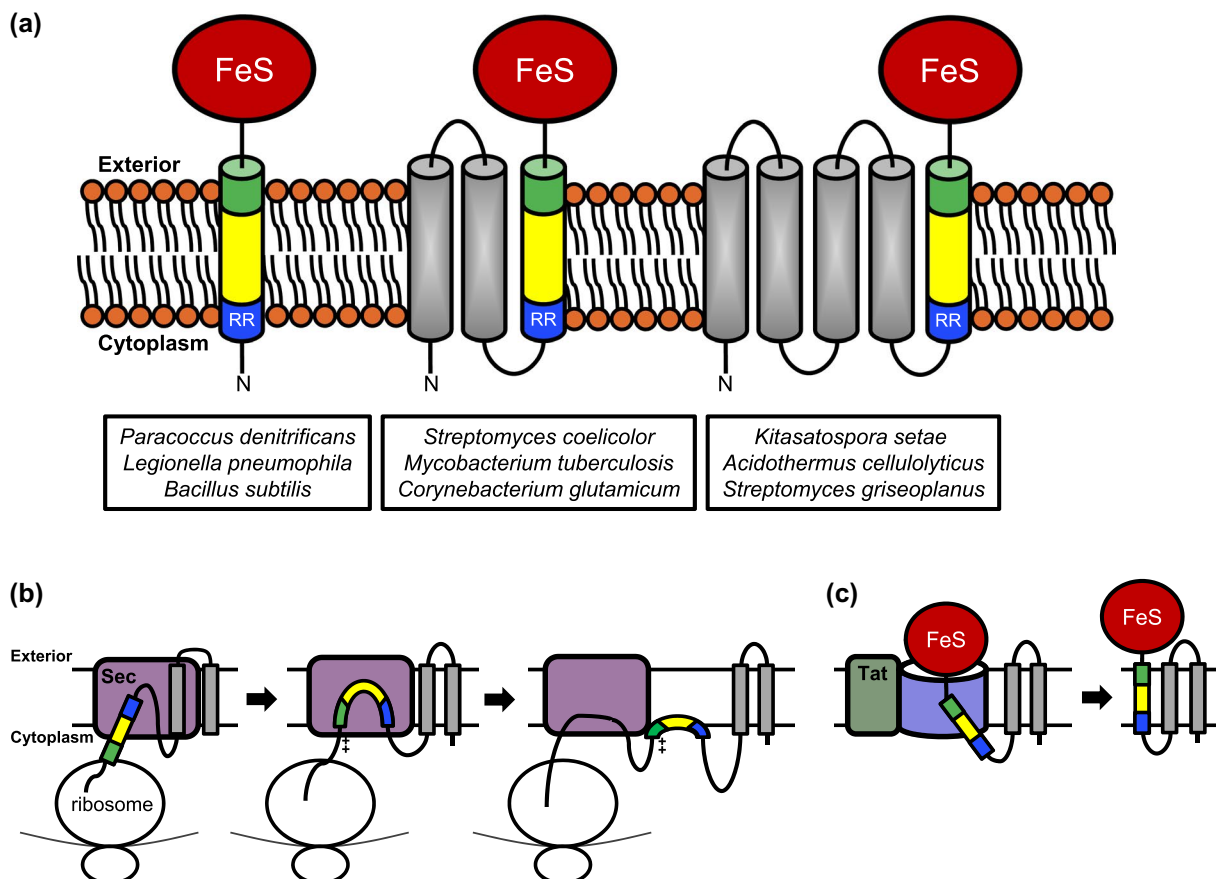 (a)
FeS
FeS
FeS
Exterior
RR
RR
RR
Cytoplasm
N
N
N
Paracoccus denitrificans
Legionella pneumophila
Bacillus subtilis
Streptomyces coelicolor
Mycobacterium tuberculosis
Corynebacterium glutamicum
Kitasatospora setae
Acidothermus cellulolyticus
Streptomyces griseoplanus
(b)
Exterior
Sec
Cytoplasm
‡
‡
ribosome
(c)
FeS
Tat
FeS